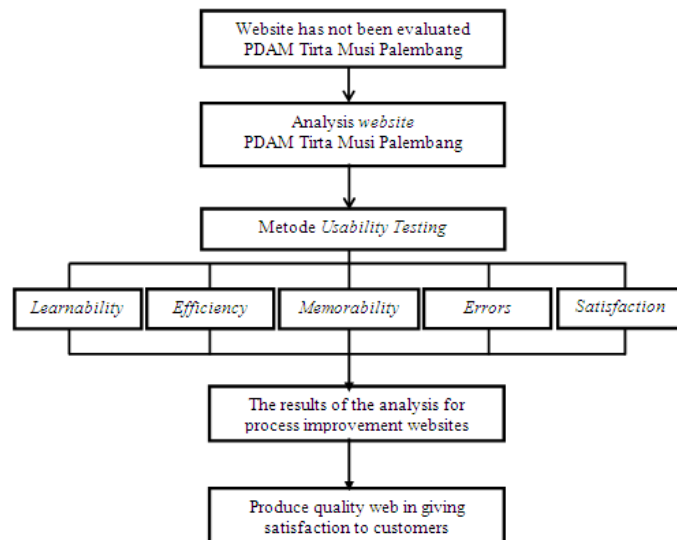 Website has not been evaluated
PDAM Tirta Musi Palembang
Analysis website
PDAM Tirta Musi Palembang
Metode Usability Testing
Learnability
Efficiency
Memorability
Errors
Satisfaction
The results of the analysis for
process improvement websites
Produce quality web in giving
satisfaction to customers